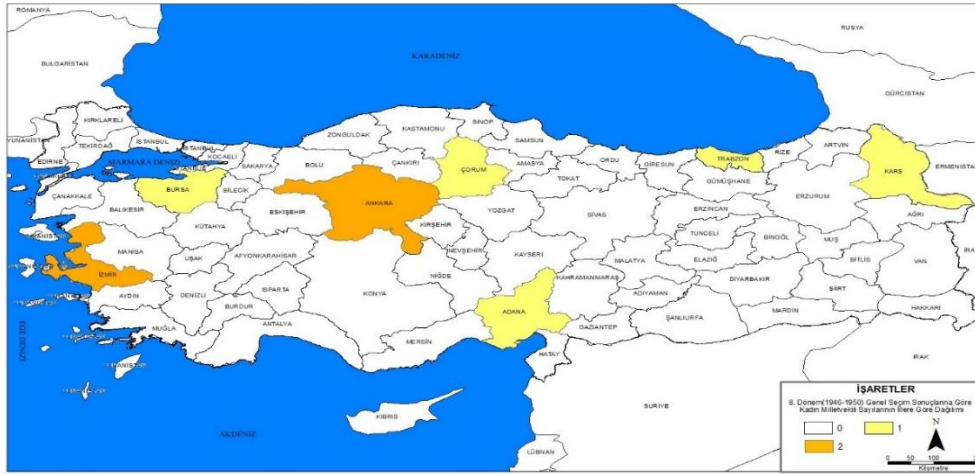 ROMANYA
RUSYA
KARADENİZ
BULGARİSTAN
GÜRCİSTAN
KIRKLARELİ
SİNOP
KASTAMONU
ZONGULDAK
YUNANİSTAN
TEKİRDAĞ
İSTANBUL
İSTANBUL
SAMSUN
ARTVİN
EDİRNE
MARMARA DENİZİ
KOCAELİ
SAKARYA
BOLU
ÇANKIRI
ÇORUM
AMASYA
ORDU
GİRESUN
TRABZON
RİZE
KARS
ERMENİSTAN
ÇANAKKALE
BURSA
BİLECİK
ANKARA
TOKAT
GÜMÜŞHANE
ERZURUM
BALIKESİR
ESKİŞEHİR
KIRŞEHİR
YOZGAT
SİVAS
ERZİNCAN
AĞRI
KÜTAHYA
TUNCELİ
BİNGÖL
MUŞ
MANİSA
UŞAK
AFYONKARAHİSAR
NEVŞEHİR
KAYSERİ
MALATYA
ELAZIĞ
BİTLİS
VAN
İZMİR
NİĞDE
KAHRAMANMARAŞ
DİYARBAKIR
SİİRT
AYDIN
DENİZLİ
ISPARTA
KONYA
ADIYAMAN
BURDUR
ADANA
MARDİN
HAKKARİ
MUĞLA
ANTALYA
MERSİN
GAZİANTEP
ŞANLIURFA
EGE DENİZİ
HATAY
IRAK
KIBRIS
SURİYE
AKDENİZ
LÜBNAN
İŞARETLER
8. Dönem(1946-1950) Genel Seçim Sonuçlarına Göre
Kadın Milletvekili Sayılarının İllere Göre Dağılımı
0
1
2
N
0 50 100
Kilometre